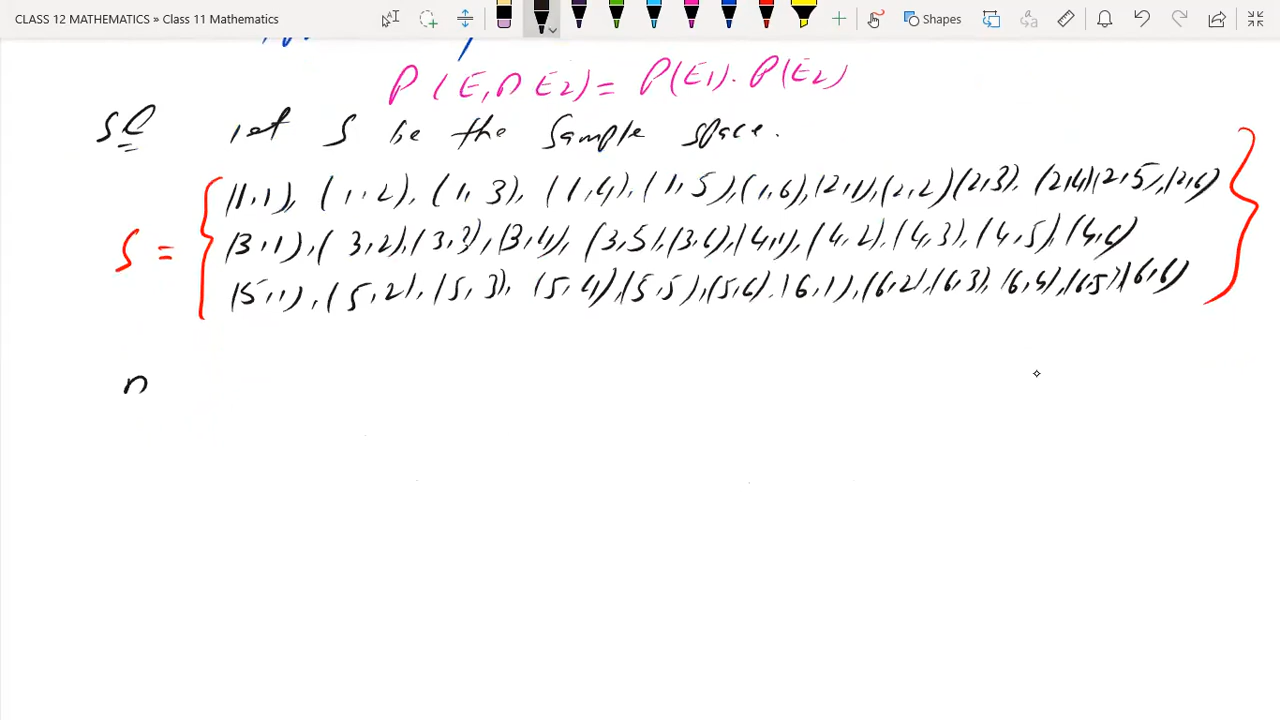 CLASS 12 MATHEMATICS » Class 11 Mathematics
Shapes
P(E1∩E2) = P(E1). P(E2)
Sol let S be the sample space.
(1,1), (1,2), (1,3), (1,4), (1,5), (1,6), (2,1), (2,2) (2,3), (2,4) (2,5), (2,6)
S = { (3,1), (3,2), (3,3), (3,4), (3,5), (3,6), (4,1), (4,2), (4,3), (4,5), (4,6) }
(5,1), (5,2), (5,3), (5,4), (5,5), (5,6), (6,1), (6,2), (6,3), (6,4), (6,5), (6,6)
n